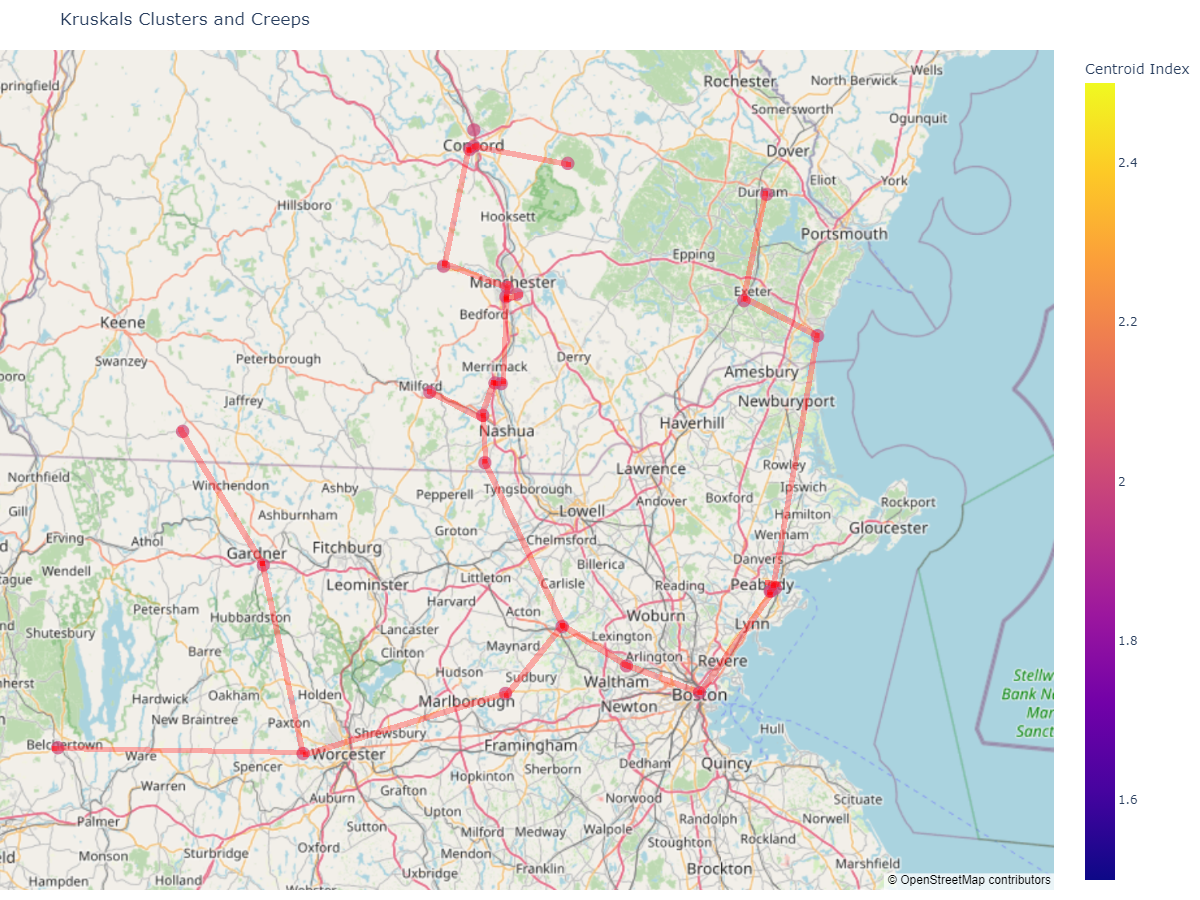 Kruskals Clusters and Creeps
Centroid Index
2.4
2.2
2
1.8
1.6
Wells
Rochester
North Berwick
pringfield
Somersworth
Ogunquit
Concord
Dover
Durham
Eliot
York
Hillsboro
Hooksett
Portsmouth
Epping
Manchester
Exeter
Bedford
Keene
Swanzey
Peterborough
Derry
Merrimack
Amesbury
boro
Milford
Jaffrey
Newburyport
Nashua
Haverhill
Lawrence
Rowley
Northfield
Winchendon
Ashby
Pepperell
Tyngsborough
Ipswich
Andover
Boxford
Rockport
Gill
Ashburnham
Lowell
Hamilton
Gloucester
Erving
Athol
Groton
Chelmsford
Wenham
Gardner
Fitchburg
Danvers
Wendell
Billerica
tague
Leominster
Littleton
Carlisle
Reading
Peabody
Harvard
Petersham
Hubbardston
Acton
Woburn
Lynn
Shutesbury
Lancaster
Lexington
Barre
Clinton
Maynard
Arlington
Revere
Hudson
Sudbury
Waltham
mherst
Hardwick
Oakham
Holden
Marlborough
Boston
Newton
New Braintree
Paxton
Shrewsbury
Hull
Belchertown
Ware
Worcester
Framingham
Spencer
Dedham
Quincy
Hopkinton
Sherborn
Warren
Auburn
Grafton
Norwood
Scituate
Upton
Randolph
Norwell
Palmer
Sutton
Milford
Medway
Walpole
Stoughton
Rockland
Monson
Sturbridge
Oxford
Mendon
Marshfield
Hampden
Holland
Uxbridge
Franklin
Brockton
Webster
Stellw
Bank Na
Mar
Sanct
© OpenStreetMap contributors